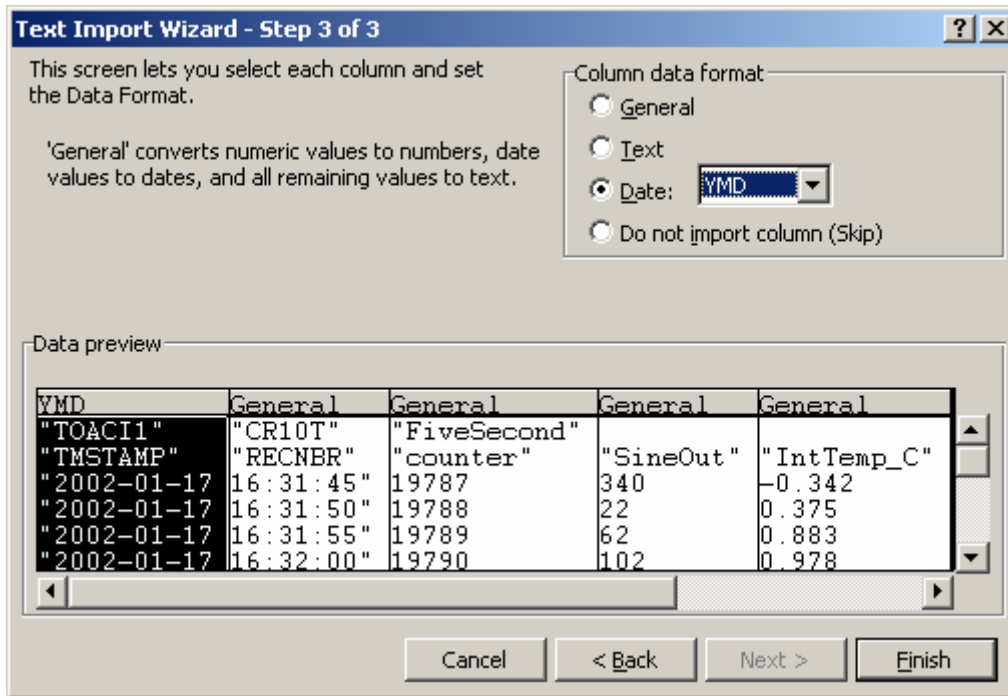 Text Import Wizard - Step 3 of 3
This screen lets you select each column and set
the Data Format.
'General' converts numeric values to numbers, date
values to dates, and all remaining values to text.
Column data format
General
Text
Date: YMD
Do not import column (Skip)
Data preview
YMD General General General General
"TOACI1" "CR10T" "FiveSecond"
"TMSTAMP" "RECNBR" "counter" "SineOut" "IntTemp_C"
"2002-01-17 16:31:45" 19787 340 -0.342
"2002-01-17 16:31:50" 19788 22 0.375
"2002-01-17 16:31:55" 19789 62 0.883
"2002-01-17 16:32:00" 19790 102 0.978
Cancel < Back Next > Finish